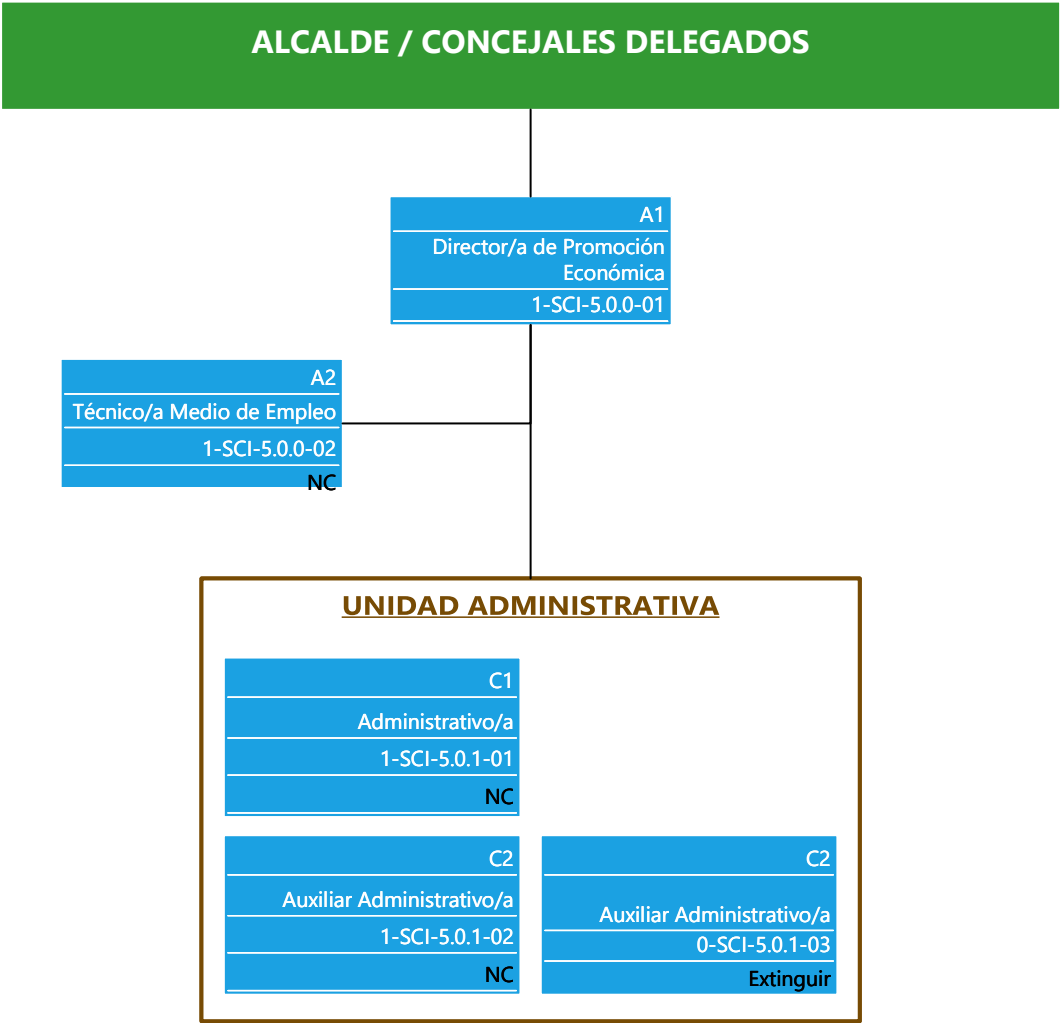 ALCALDE / CONCEJALES DELEGADOS
A1
Director/a de Promoción
Económica
1-SCI-5.0.0-01
A2
Técnico/a Medio de Empleo
1-SCI-5.0.0-02
NC
UNIDAD ADMINISTRATIVA
C1
Administrativo/a
1-SCI-5.0.1-01
NC
C2
Auxiliar Administrativo/a
1-SCI-5.0.1-02
NC
C2
Auxiliar Administrativo/a
0-SCI-5.0.1-03
Extinguir